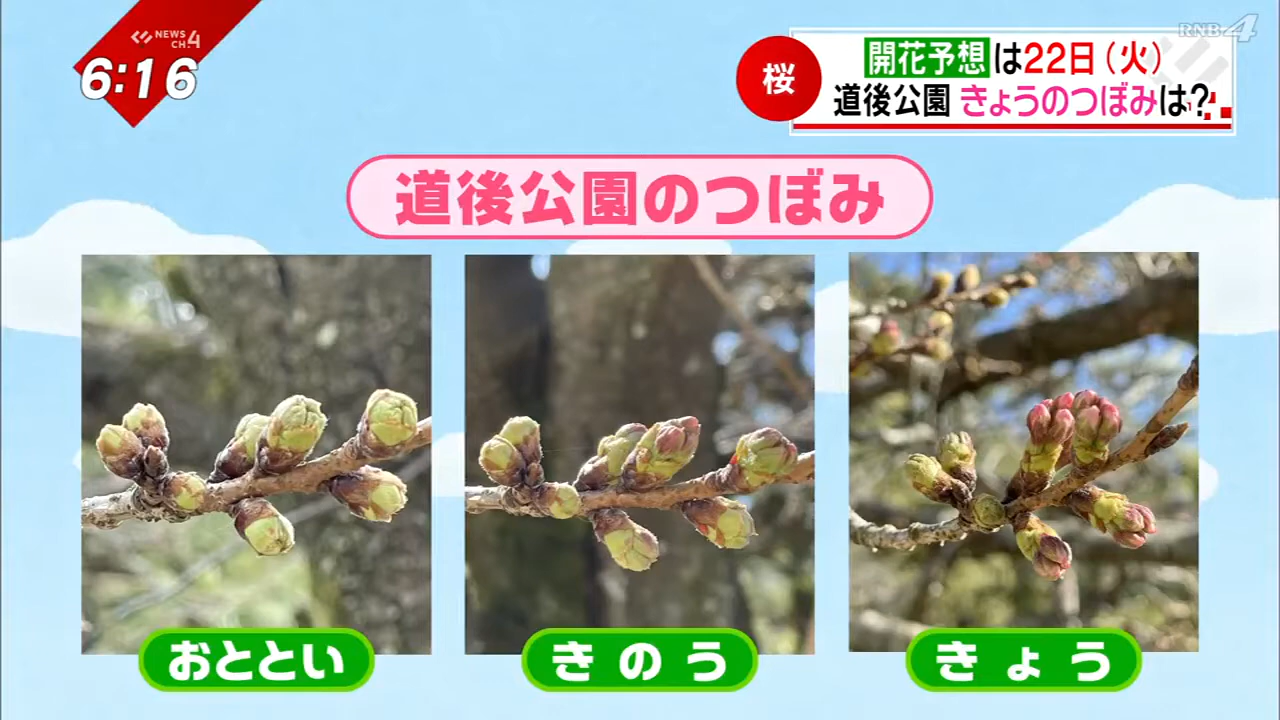 NEWS
CH.4
6:16
RNB 4
桜
開花予想は22日（火）
道後公園 きょうのつぼみは?
道後公園のつぼみ
おととい
きのう
きょう